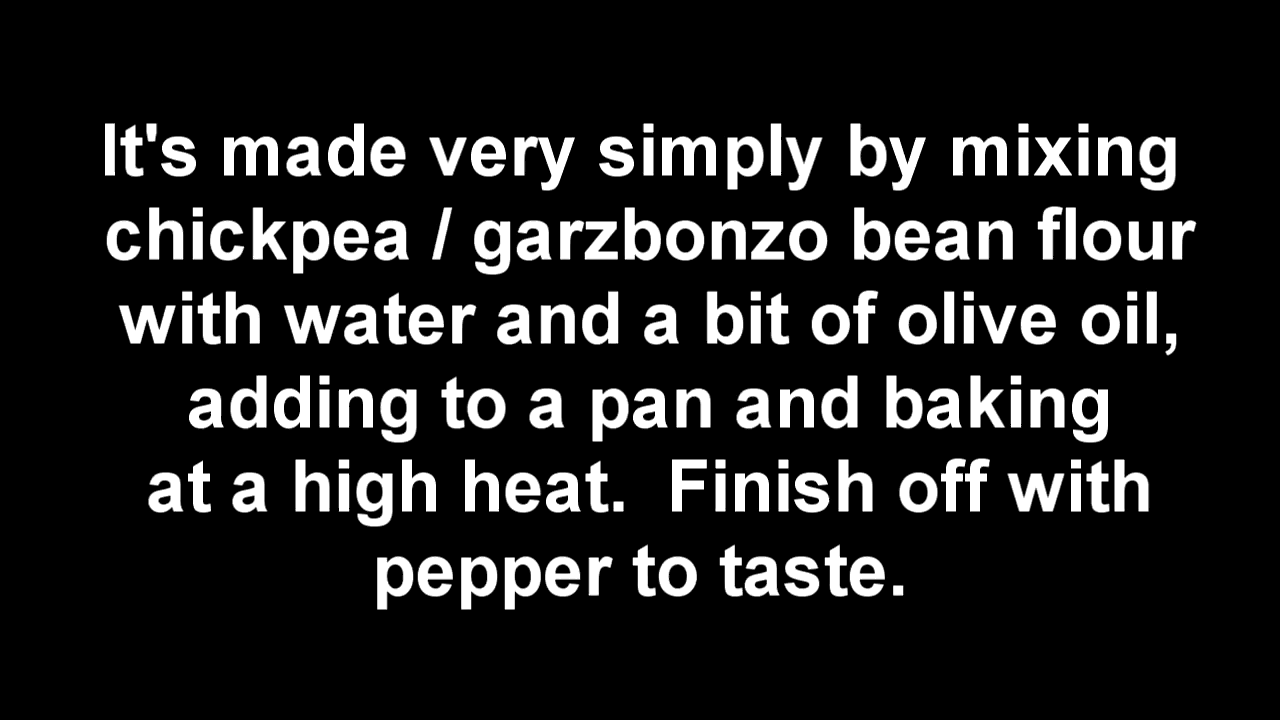 It's made very simply by mixing
chickpea / garzbonzo bean flour
with water and a bit of olive oil,
adding to a pan and baking
at a high heat.  Finish off with
pepper to taste.